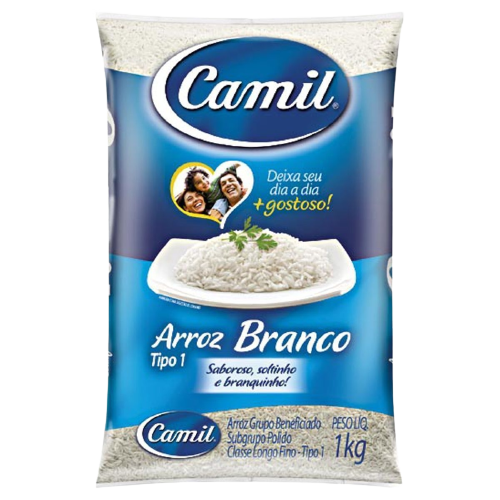 Camil®
Deixa seu
dia a dia
+gostoso!
Arroz Branco
Tipo 1
Saboroso, soltinho
e branquinho!
Camil
Arroz Grupo Beneficiado
Subgrupo Polido
Classe Longo Fino - Tipo 1
PESO LÍQ.
1kg